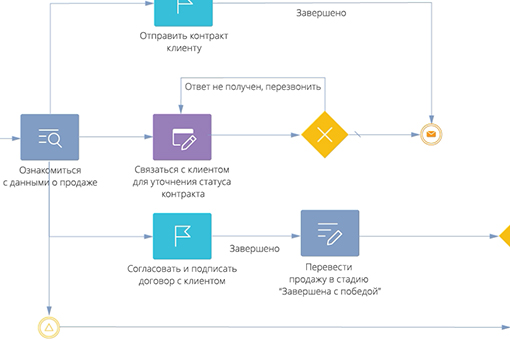 Завершено
Отправить контракт
клиенту
Ответ не получен, перезвонить
Ознакомиться
с данными о продаже
Связаться с клиентом
для уточнения статуса
контракта
Завершено
Согласовать и подписать
договор с клиентом
Перевести
продажу в стадию
“Завершена с победой”